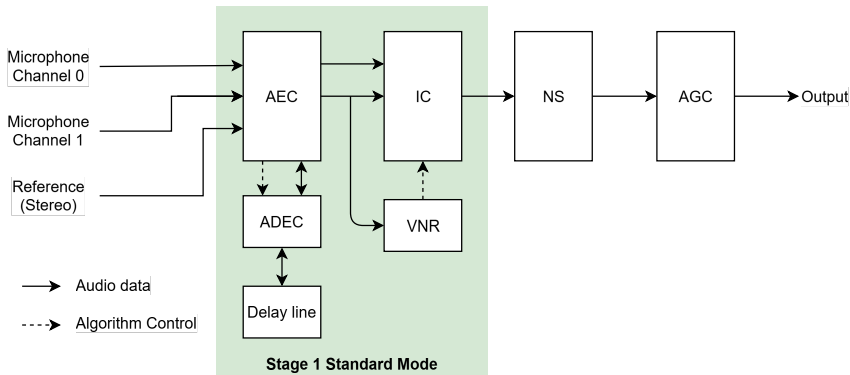 Microphone
Channel 0
Microphone
Channel 1
Reference
(Stereo)
AEC
IC
NS
AGC
Output
ADEC
VNR
Delay line
Audio data
Algorithm Control
Stage 1 Standard Mode